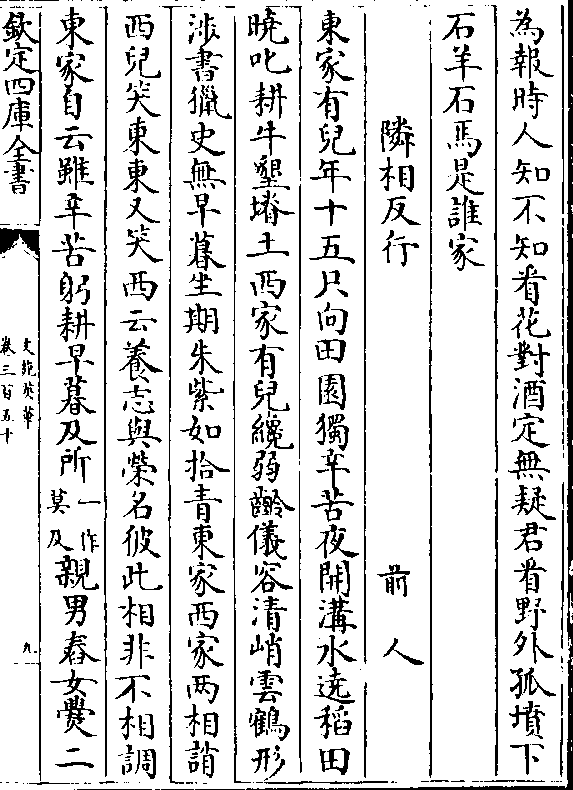 為報時人知不知看花對酒定無疑君看野外孤墳下
石羊石馬是誰家
隣相反行 前人
東家有兒年十五只向田園獨辛苦夜開溝水遶稻田
曉叱耕牛墾塉土西家有兒纔弱齡儀容清峭雲鶴形
涉書獵史無早暮坐期朱紫如拾青東家西家兩相誚
西兒笑東東又笑西云養志與榮名彼此相非不相調
東家自云雖辛苦躬耕早暮及所一作莫及親男舂女爨二
欽定四庫全書
文苑英華
卷三百五十
九